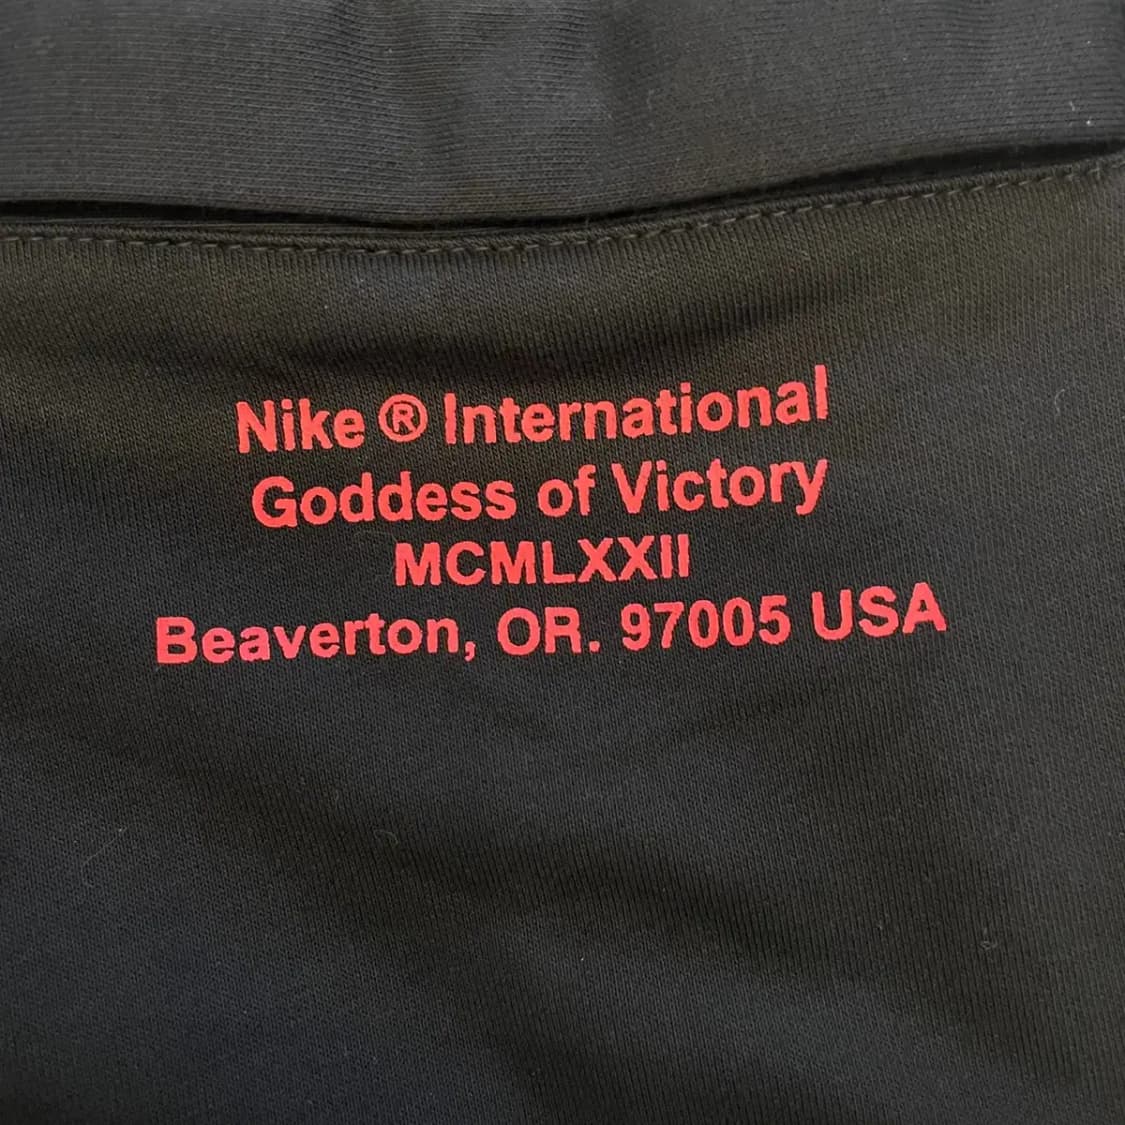 Nike ® International
Goddess of Victory
MCMLXXII
Beaverton, OR. 97005 USA